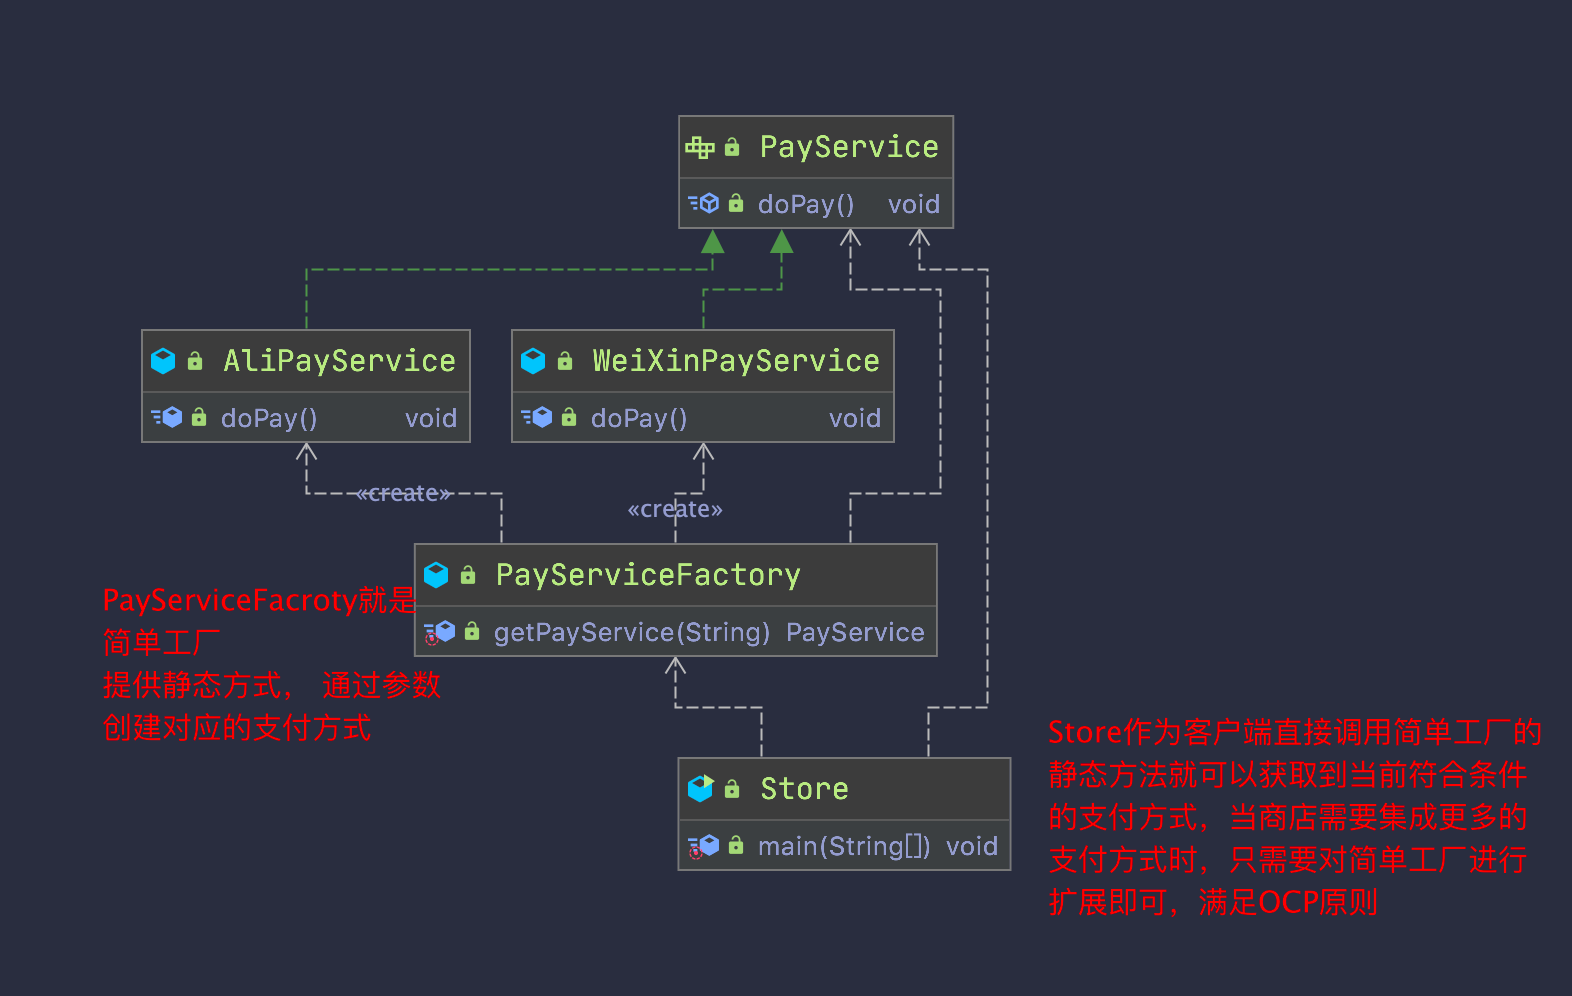 PayService
doPay() void
AliPayService
doPay() void
WeiXinPayService
doPay() void
«create»
«create»
PayServiceFactory
getPayService(String) PayService
PayServiceFacroty就是
简单工厂
提供静态方式， 通过参数
创建对应的支付方式
Store
main(String[]) void
Store作为客户端直接调用简单工厂的
静态方法就可以获取到当前符合条件
的支付方式，当商店需要集成更多的
支付方式时，只需要对简单工厂进行
扩展即可，满足OCP原则